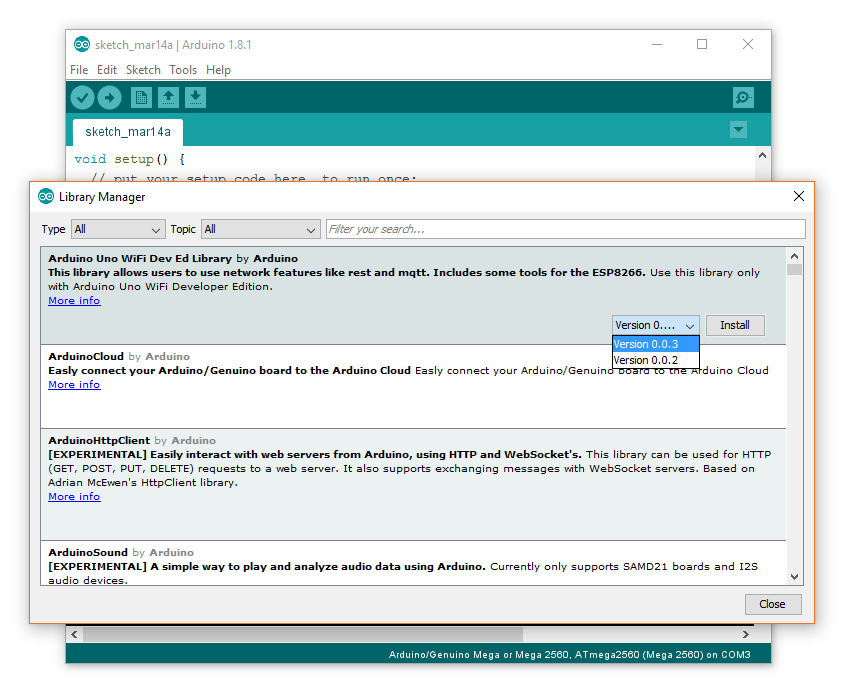 sketch_mar14a | Arduino 1.8.1
File Edit Sketch Tools Help
sketch_mar14a
void setup() {
// put your setup code here, to run once:
Library Manager
Type All Topic All Filter your search...
Arduino Uno WiFi Dev Ed Library by Arduino
This library allows users to use network features like rest and mqtt. Includes some tools for the ESP8266. Use this library only
with Arduino Uno WiFi Developer Edition.
More info
Version 0.... Install
Version 0.0.3
Version 0.0.2
ArduinoCloud by Arduino
Easly connect your Arduino/Genuino board to the Arduino Cloud Easly connect your Arduino/Genuino board to the Arduino Cloud
More info
ArduinoHttpClient by Arduino
[EXPERIMENTAL] Easily interact with web servers from Arduino, using HTTP and WebSocket's. This library can be used for HTTP
(GET, POST, PUT, DELETE) requests to a web server. It also supports exchanging messages with WebSocket servers. Based on
Adrian McEwen's HttpClient library.
More info
ArduinoSound by Arduino
[EXPERIMENTAL] A simple way to play and analyze audio data using Arduino. Currently only supports SAMD21 boards and I2S
audio devices.
Close
Arduino/Genuino Mega or Mega 2560, ATmega2560 (Mega 2560) on COM3